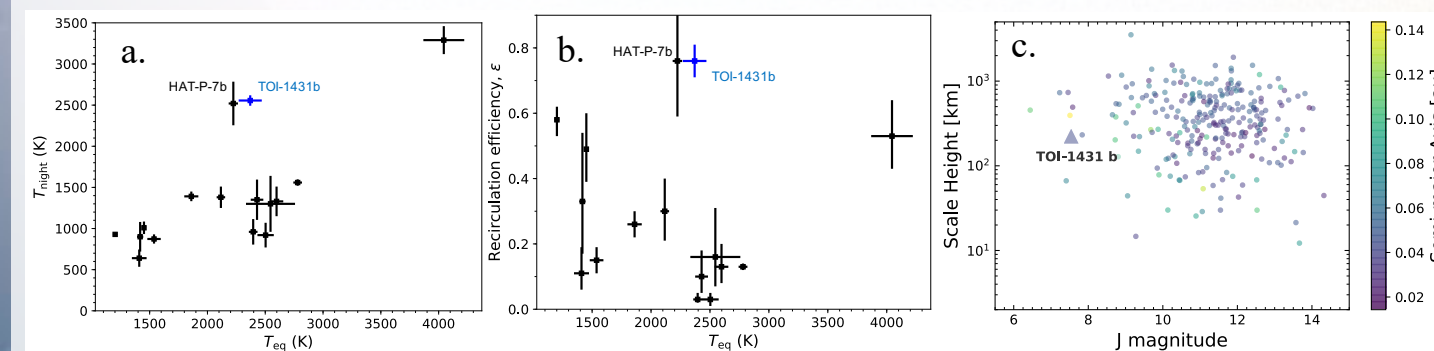 a.
HAT-P-7b
TOI-1431b
3500
3000
2500
2000
1500
1000
500
0
T_night (K)
1500 2000 2500 3000 3500 4000
T_eq (K)
b.
HAT-P-7b
TOI-1431b
0.8
0.6
0.4
0.2
0.0
Recirculation efficiency, ε
1500 2000 2500 3000 3500 4000
T_eq (K)
c.
TOI-1431 b
10³
10²
10¹
Scale Height [km]
6 8 10 12 14
J magnitude
0.14
0.12
0.10
0.08
0.06
0.04
0.02